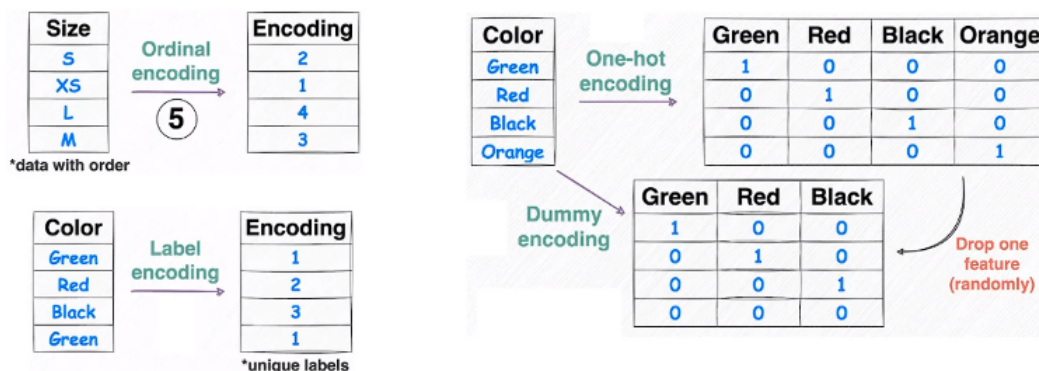 Size
S
XS
L
M
*data with order
Ordinal
encoding
5
Encoding
2
1
4
3
Color
Green
Red
Black
Green
Label
encoding
Encoding
1
2
3
1
*unique labels
Color
Green
Red
Black
Orange
One-hot
encoding
Green Red Black Orange
1 0 0 0
0 1 0 0
0 0 1 0
0 0 0 1
Dummy
encoding
Green Red Black
1 0 0
0 1 0
0 0 1
0 0 0
Drop one
feature
(randomly)